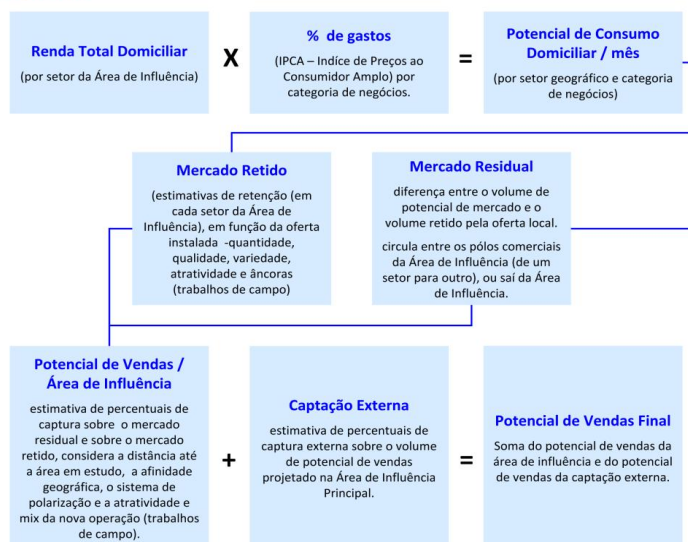 Renda Total Domiciliar
(por setor da Área de Influência)
X
% de gastos
(IPCA – Indíce de Preços ao
Consumidor Amplo) por
categoria de negócios.
=
Potencial de Consumo
Domiciliar / mês
(por setor geográfico e categoria
de negócios)
Mercado Retido
(estimativas de retenção (em
cada setor da Área de
Influência), em função da oferta
instalada -quantidade,
qualidade, variedade,
atratividade e âncoras
(trabalhos de campo)
Mercado Residual
diferença entre o volume de
potencial de mercado e o
volume retido pela oferta local.
circula entre os pólos comerciais
da Área de Influência (de um
setor para outro), ou saí da Área
de Influência.
Potencial de Vendas /
Área de Influência
estimativa de percentuais de
captura sobre o mercado
residual e sobre o mercado
retido, considera a distância até
a área em estudo, a afinidade
geográfica, o sistema de
polarização e a atratividade e
mix da nova operação (trabalhos
de campo).
+
Captação Externa
estimativa de percentuais de
captura externa sobre o volume
de potencial de vendas
projetado na Área de Influência
Principal.
=
Potencial de Vendas Final
Soma do potencial de vendas da
área de influência e do potencial
de vendas da captação externa.